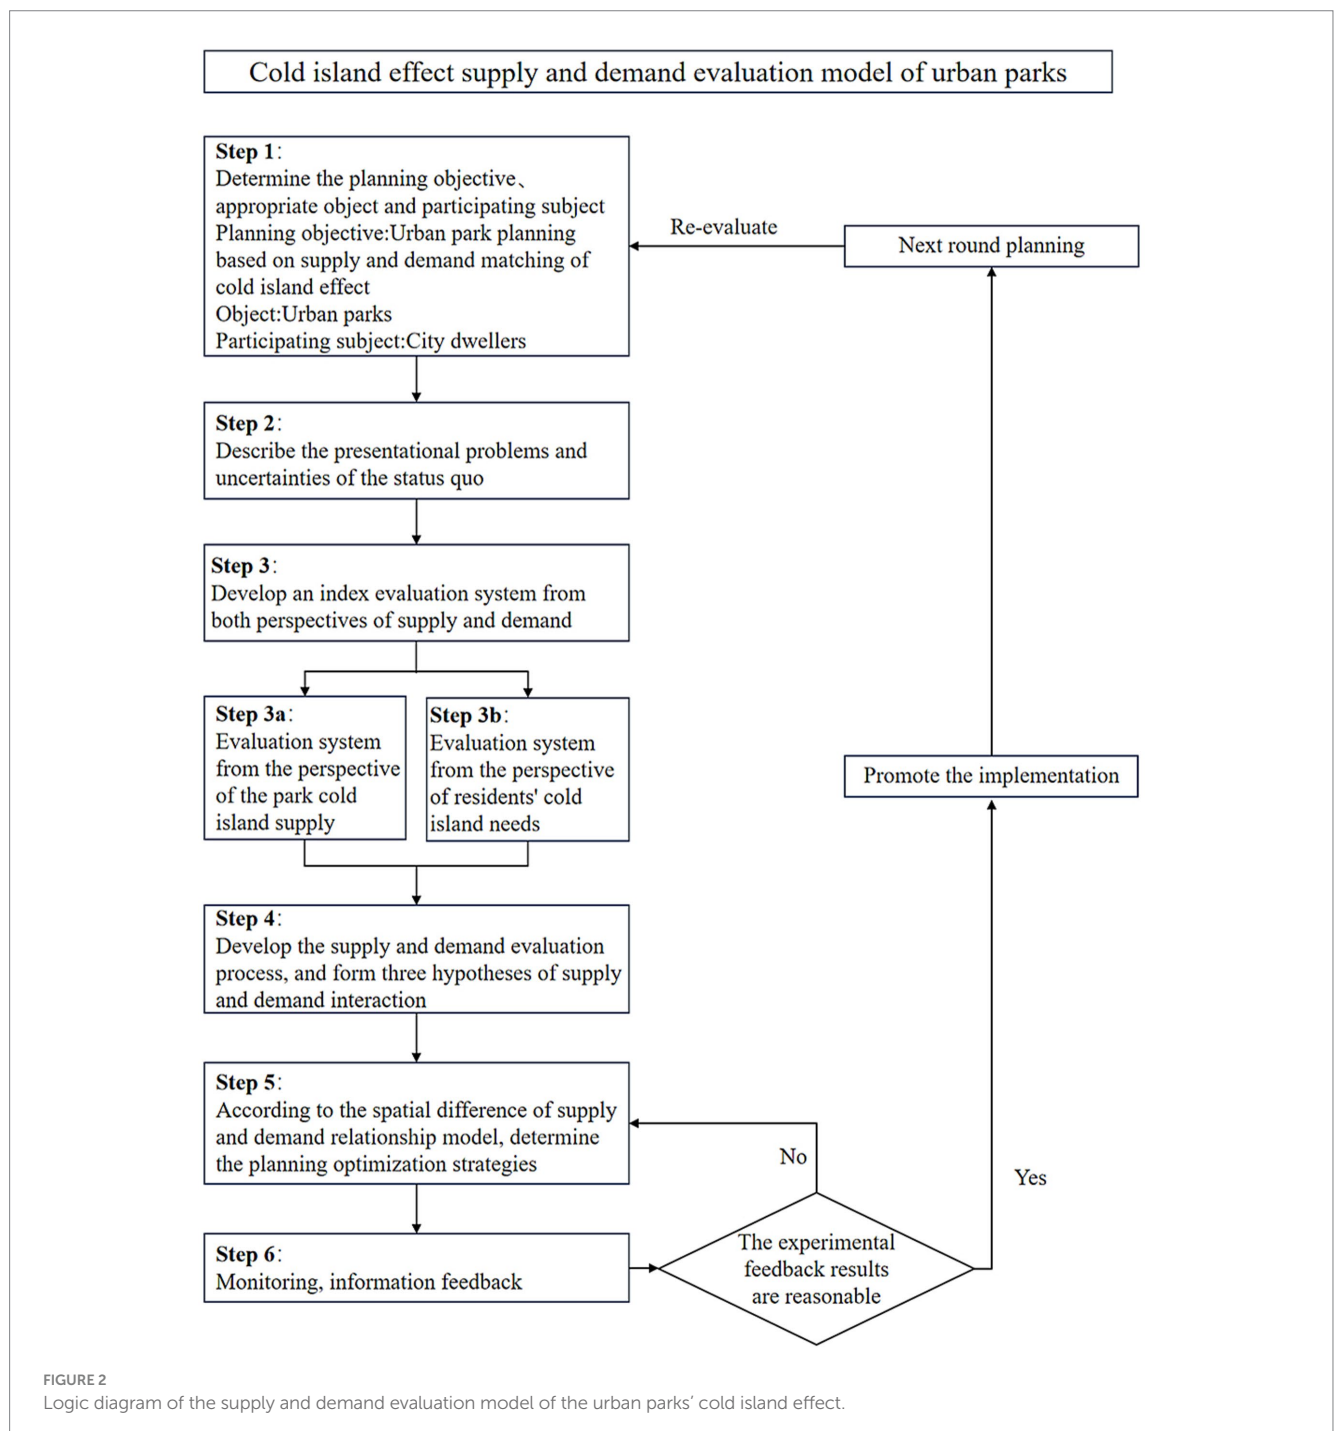 Cold island effect supply and demand evaluation model of urban parks
Step 1:
Determine the planning objective、
appropriate object and participating subject
Planning objective:Urban park planning
based on supply and demand matching of
cold island effect
Object:Urban parks
Participating subject:City dwellers
Re-evaluate
Next round planning
Step 2:
Describe the presentational problems and
uncertainties of the status quo
Step 3:
Develop an index evaluation system from
both perspectives of supply and demand
Step 3a:
Evaluation system
from the perspective
of the park cold
island supply
Step 3b:
Evaluation system
from the perspective
of residents' cold
island needs
Promote the implementation
Step 4:
Develop the supply and demand evaluation
process, and form three hypotheses of supply
and demand interaction
Step 5:
According to the spatial difference of supply
and demand relationship model, determine
the planning optimization strategies
No
Yes
Step 6:
Monitoring, information feedback
The experimental
feedback results
are reasonable
FIGURE 2
Logic diagram of the supply and demand evaluation model of the urban parks’ cold island effect.